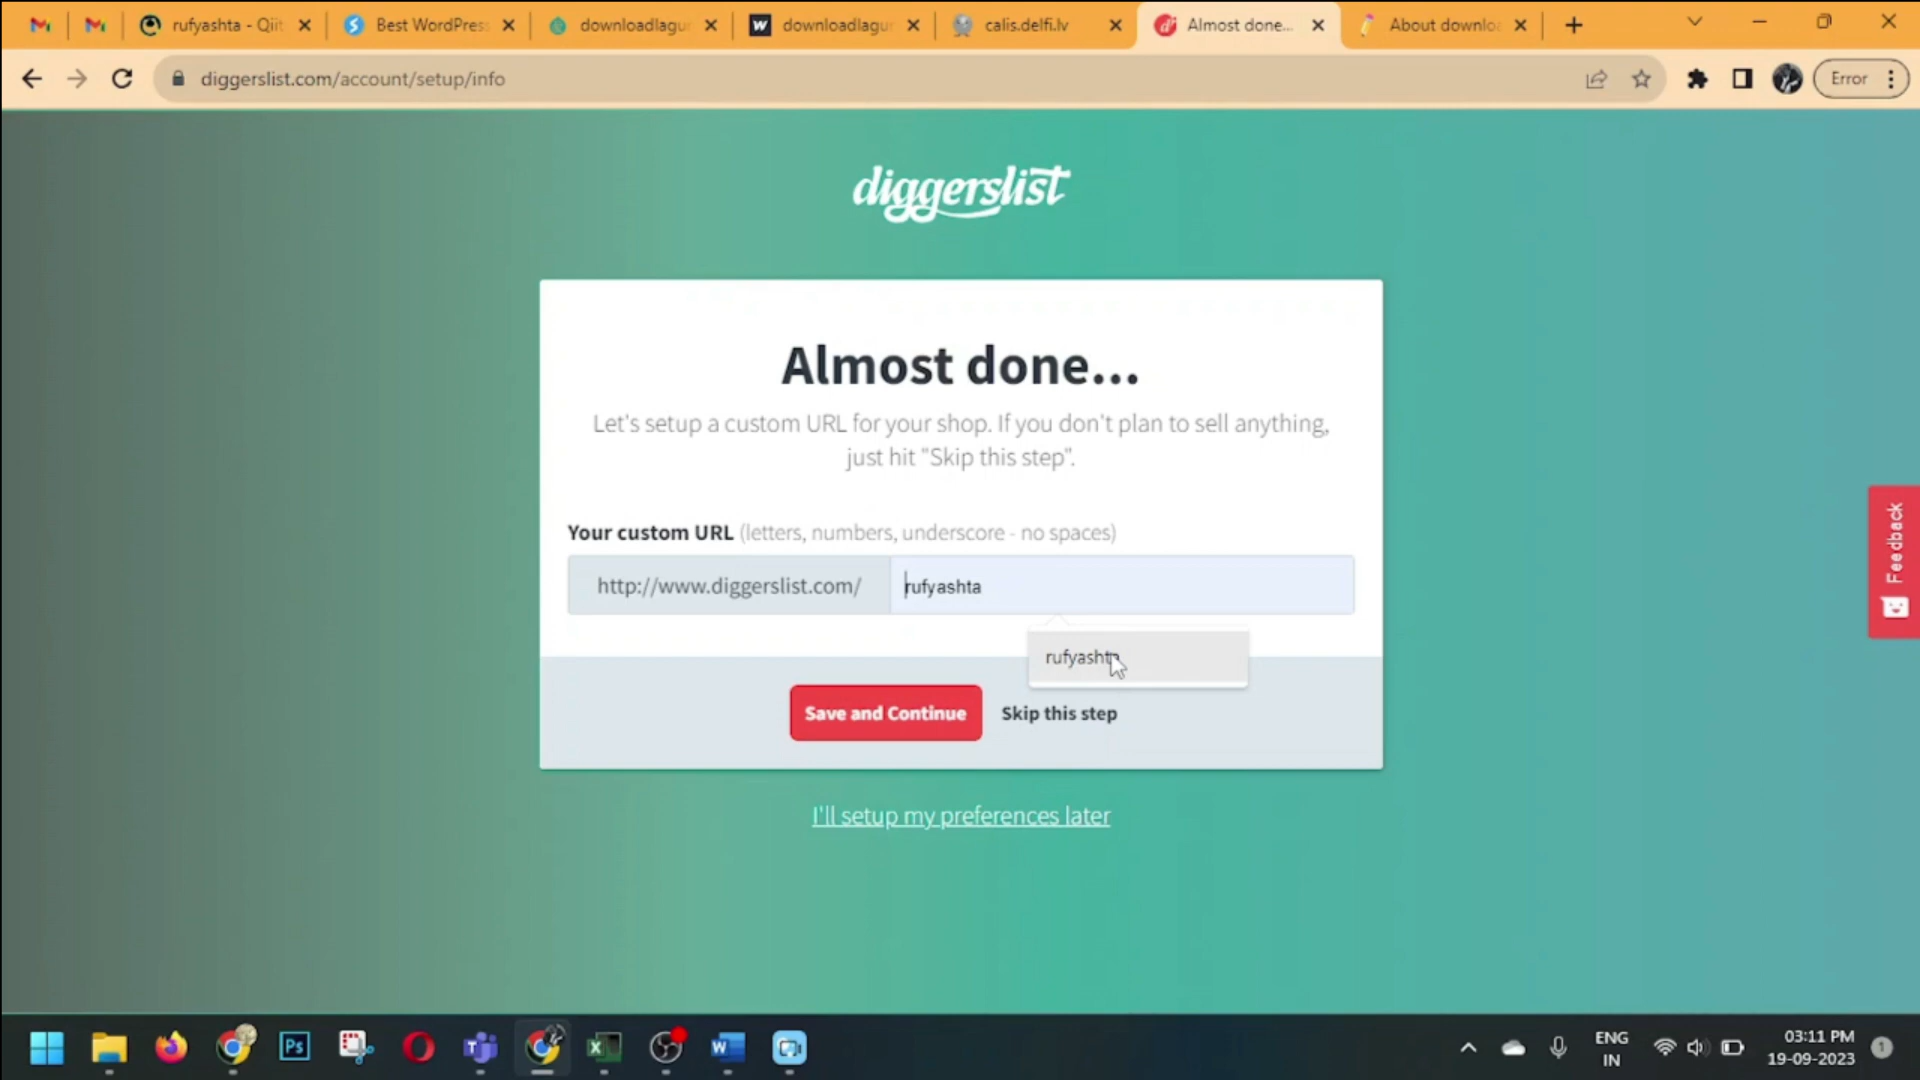 rufyashta - Qiit
Best WordPress
downloadlagur
downloadlagur
calis.delfi.lv
Almost done...
About downlo
diggerslist.com/account/setup/info
Error
diggerslist
Almost done...
Let's setup a custom URL for your shop. If you don't plan to sell anything,
just hit "Skip this step".
Your custom URL (letters, numbers, underscore - no spaces)
http://www.diggerslist.com/
rufyashta
rufyashta
Save and Continue
Skip this step
I'll setup my preferences later
Feedback
ENG
IN
03:11 PM
19-09-2023
1